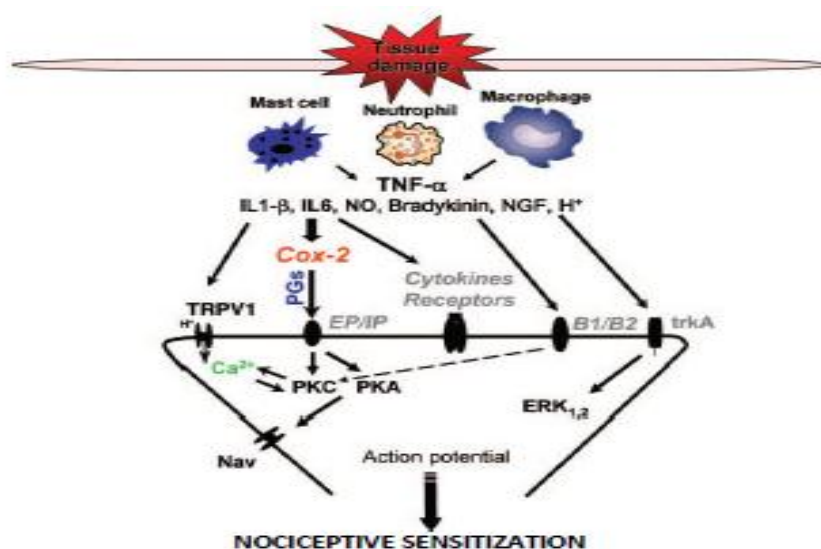 Tissue
damage
Mast cell
Neutrophil
Macrophage
TNF-α
IL1-β, IL6, NO, Bradykinin, NGF, H⁺
Cox-2
PGs
Cytokines
Receptors
TRPV1
H⁺
EP/IP
B1/B2
trkA
Ca²⁺
PKC
PKA
ERK₁,₂
Nav
Action potential
NOCICEPTIVE SENSITIZATION